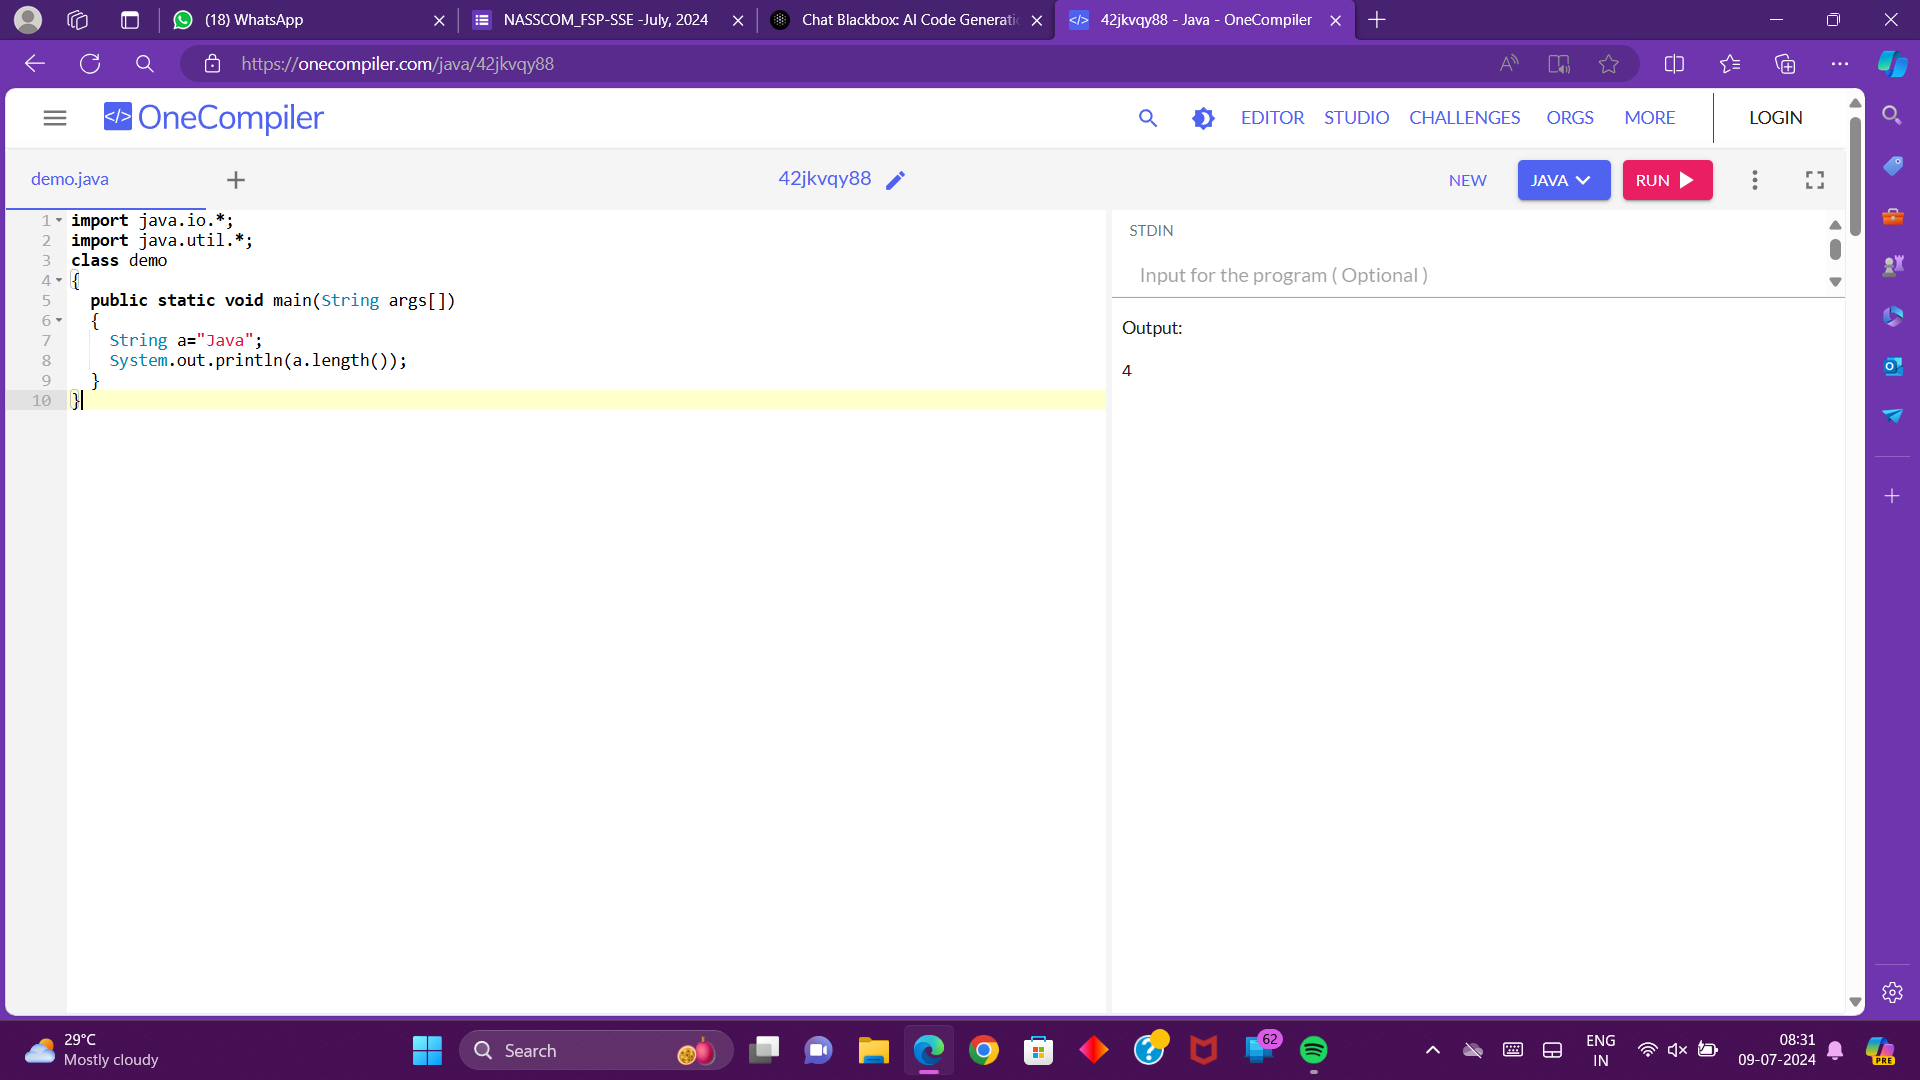 (18) WhatsApp
NASSCOM_FSP-SSE -July, 2024
Chat Blackbox: AI Code Generati
42jkvqy88 - Java - OneCompiler
https://onecompiler.com/java/42jkvqy88
</> OneCompiler
EDITOR
STUDIO
CHALLENGES
ORGS
MORE
LOGIN
demo.java
42jkvqy88
NEW
JAVA
RUN
1 import java.io.*;
2 import java.util.*;
3 class demo
4 {
5 public static void main(String args[])
6 {
7 String a="Java";
8 System.out.println(a.length());
9 }
10 }
STDIN
Input for the program ( Optional )
Output:
4
29°C
Mostly cloudy
Search
62
ENG
IN
08:31
09-07-2024
PRE